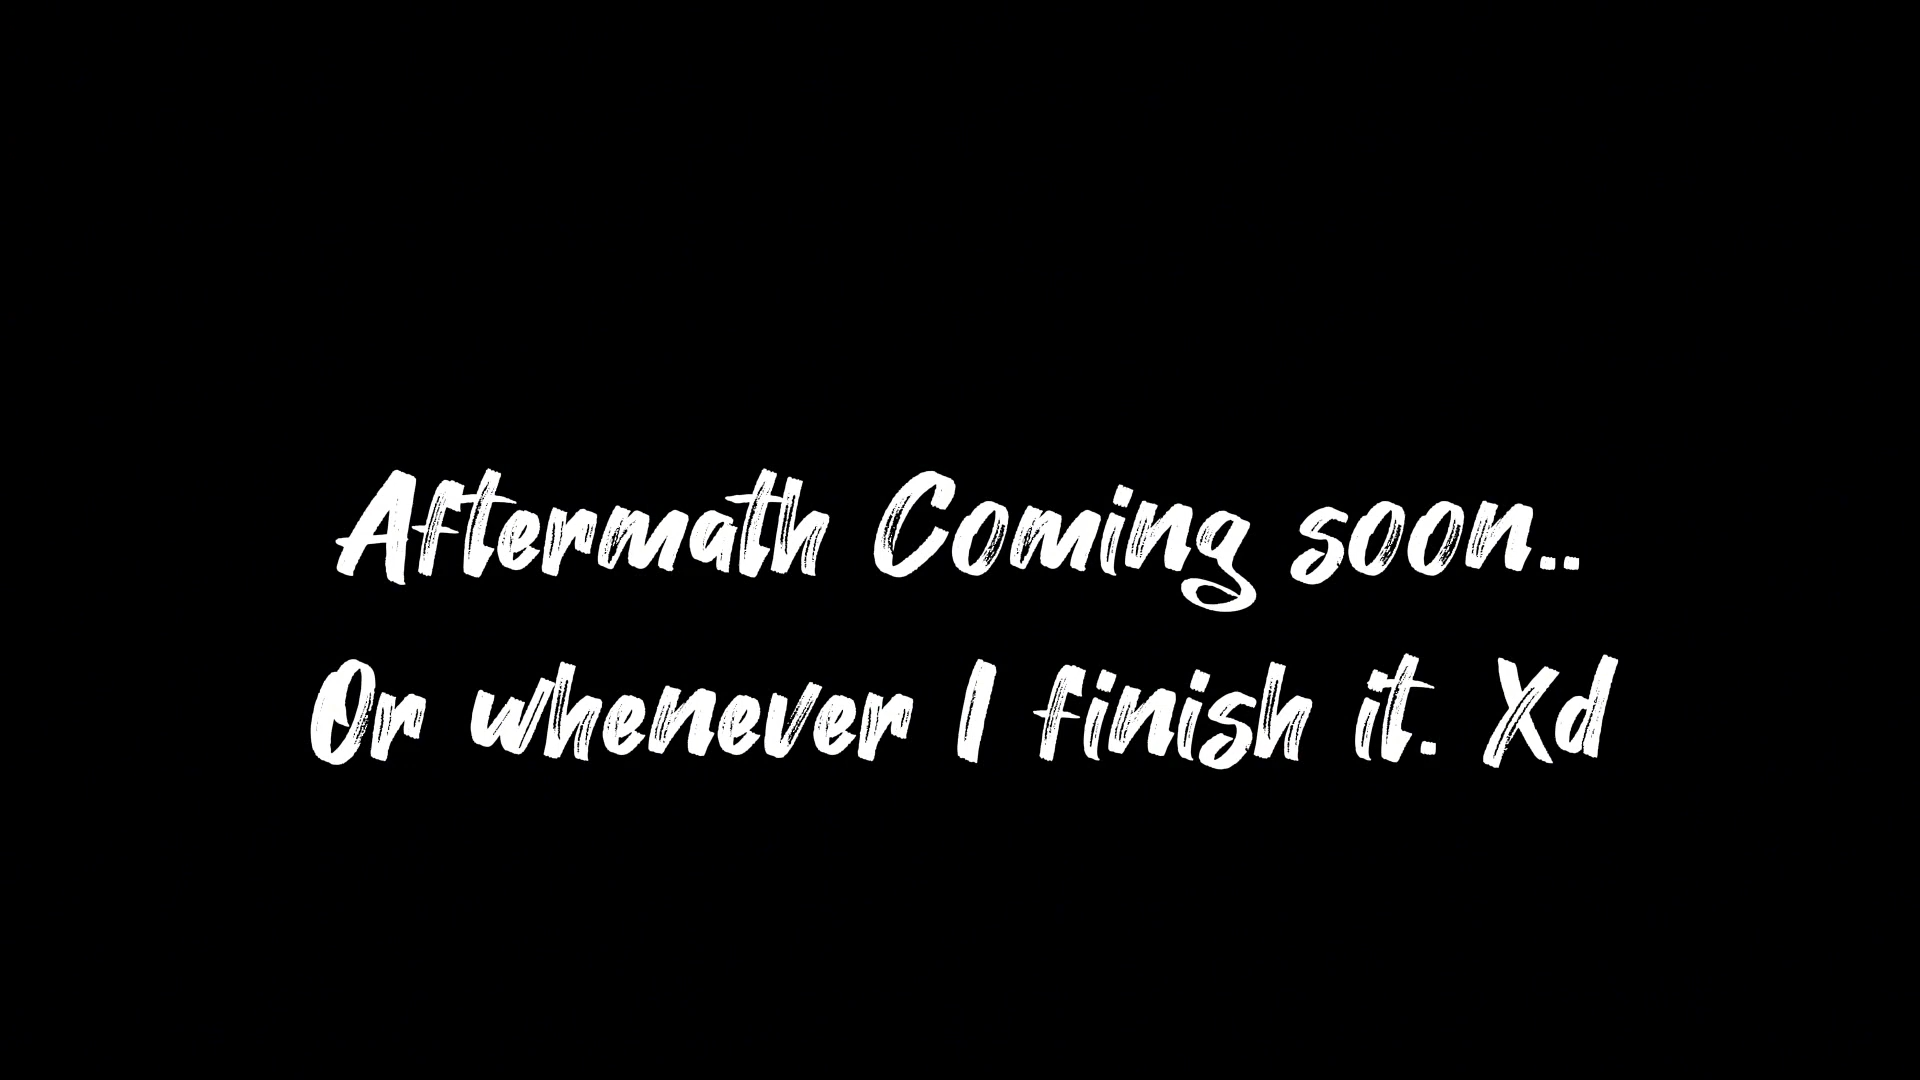 Aftermath Coming soon..
Or whenever I finish it. Xd